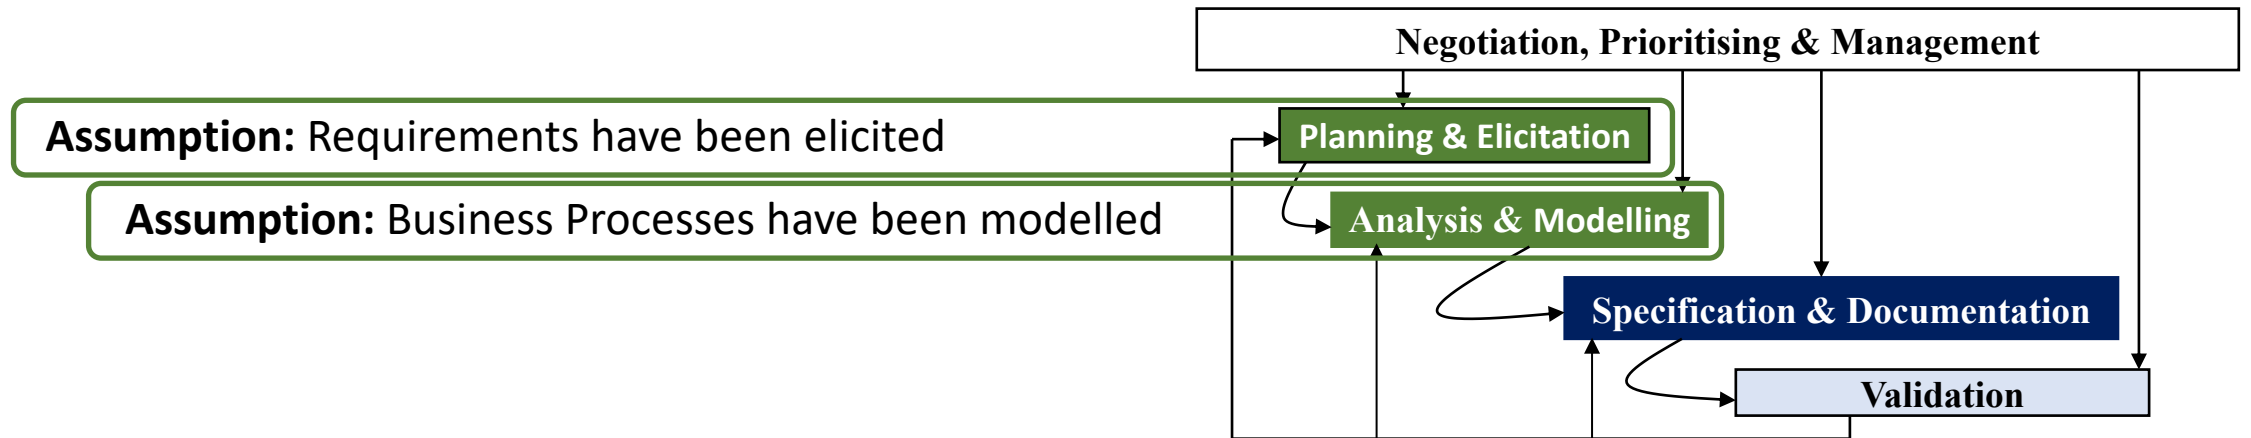 Negotiation, Prioritising & Management
Assumption: Requirements have been elicited
Planning & Elicitation
Assumption: Business Processes have been modelled
Analysis & Modelling
Specification & Documentation
Validation